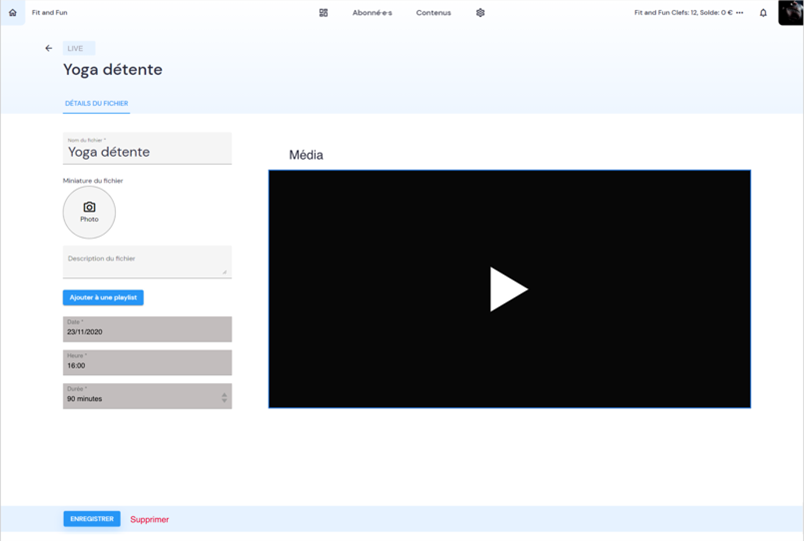 Fit and Fun
Abonné·e·s
Contenus
Fit and Fun Clefs: 12, Solde: 0 € •••
LIVE
Yoga détente
DÉTAILS DU FICHIER
Nom du fichier *
Yoga détente
Média
Miniature du fichier
Photo
Description du fichier
Ajouter à une playlist
Date *
23/11/2020
Heure *
16:00
Durée *
90 minutes
ENREGISTRER
Supprimer